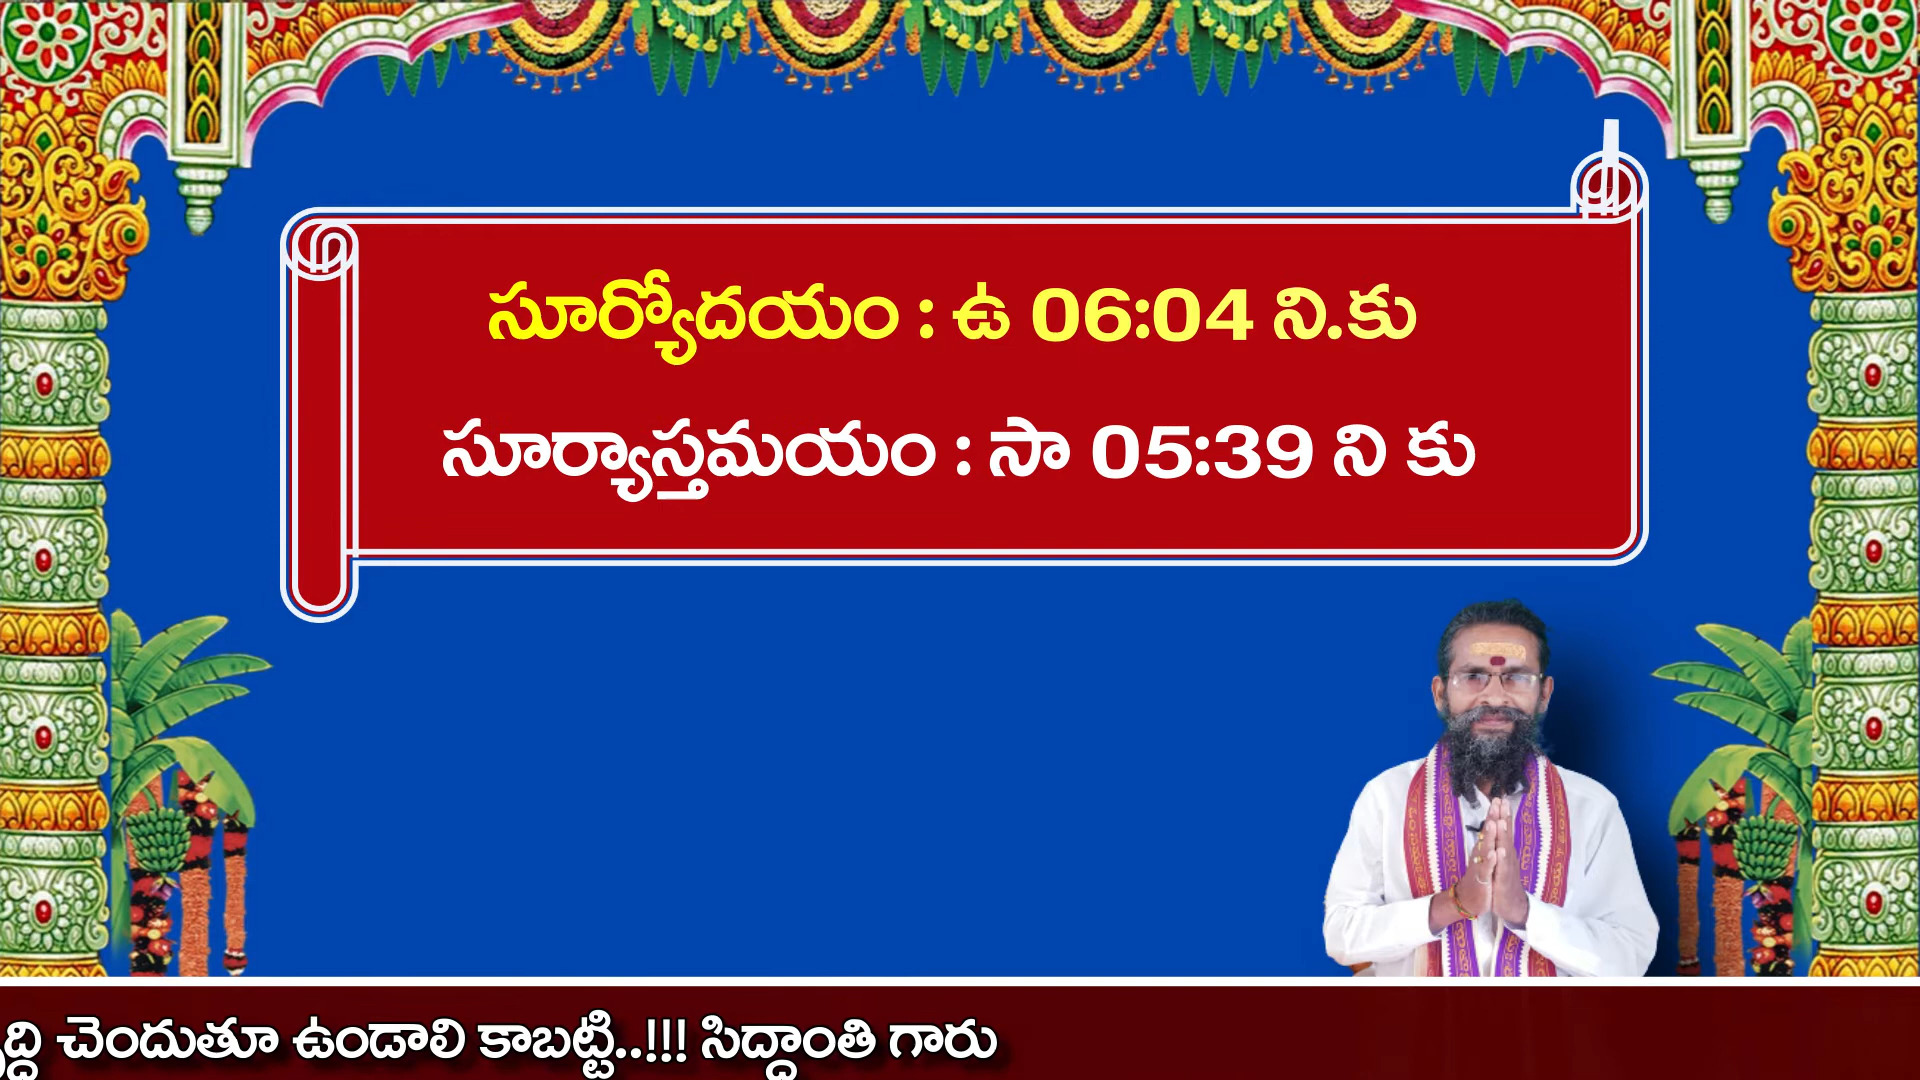 సూర్యోదయం : ఉ 06:04 ని.కు
సూర్యాస్తమయం : సా 05:39 ని కు
చెందుతూ ఉండాలి కాబట్టి..!!! సిద్ధాంతి గారు